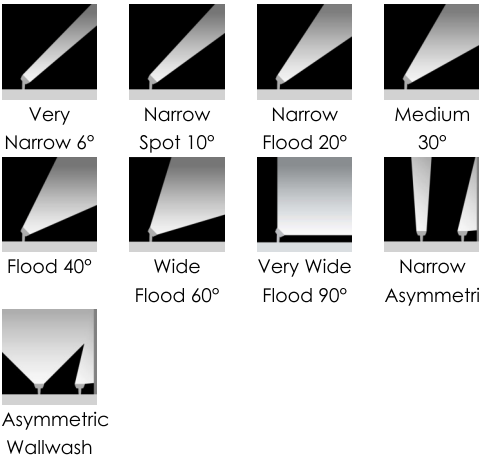 Very
Narrow 6°
Narrow
Spot 10°
Narrow
Flood 20°
Medium
30°
Flood 40°
Wide
Flood 60°
Very Wide
Flood 90°
Narrow
Asymmetri
Asymmetric
Wallwash